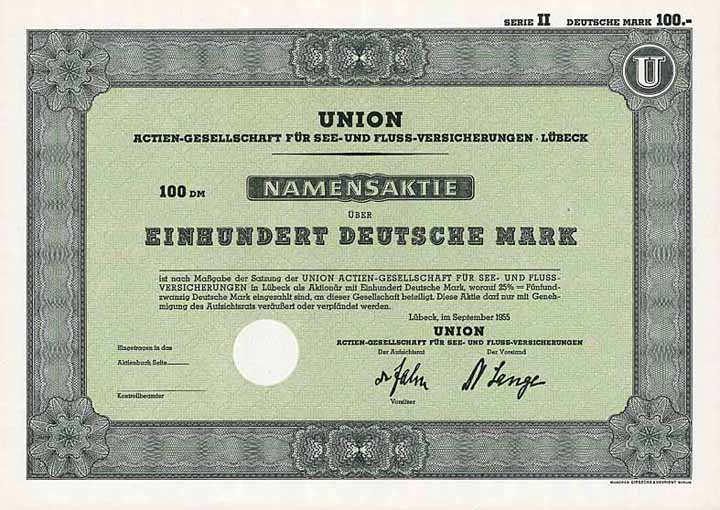 SERIE II DEUTSCHE MARK 100.-
U
UNION
ACTIEN-GESELLSCHAFT FÜR SEE- UND FLUSS-VERSICHERUNGEN · LÜBECK
100 DM NAMENSAKTIE
ÜBER
EINHUNDERT DEUTSCHE MARK
ist nach Maßgabe der Satzung der UNION ACTIEN-GESELLSCHAFT FÜR SEE- UND FLUSS-
VERSICHERUNGEN in Lübeck als Aktionär mit Einhundert Deutsche Mark, worauf 25% = Fünfund-
zwanzig Deutsche Mark eingezahlt sind, an dieser Gesellschaft beteiligt. Diese Aktie darf nur mit Geneh-
migung des Aufsichtsrats veräußert oder verpfändet werden.
Lübeck, im September 1955
UNION
ACTIEN-GESELLSCHAFT FÜR SEE- UND FLUSS-VERSICHERUNGEN
Der Aufsichtsrat Der Vorstand
Eingetragen in das
Aktienbuch Seite
Kontrollbeamter
Vorsitzer
MÜNCHEN GIESECKE & DEVRIENT BERLIN